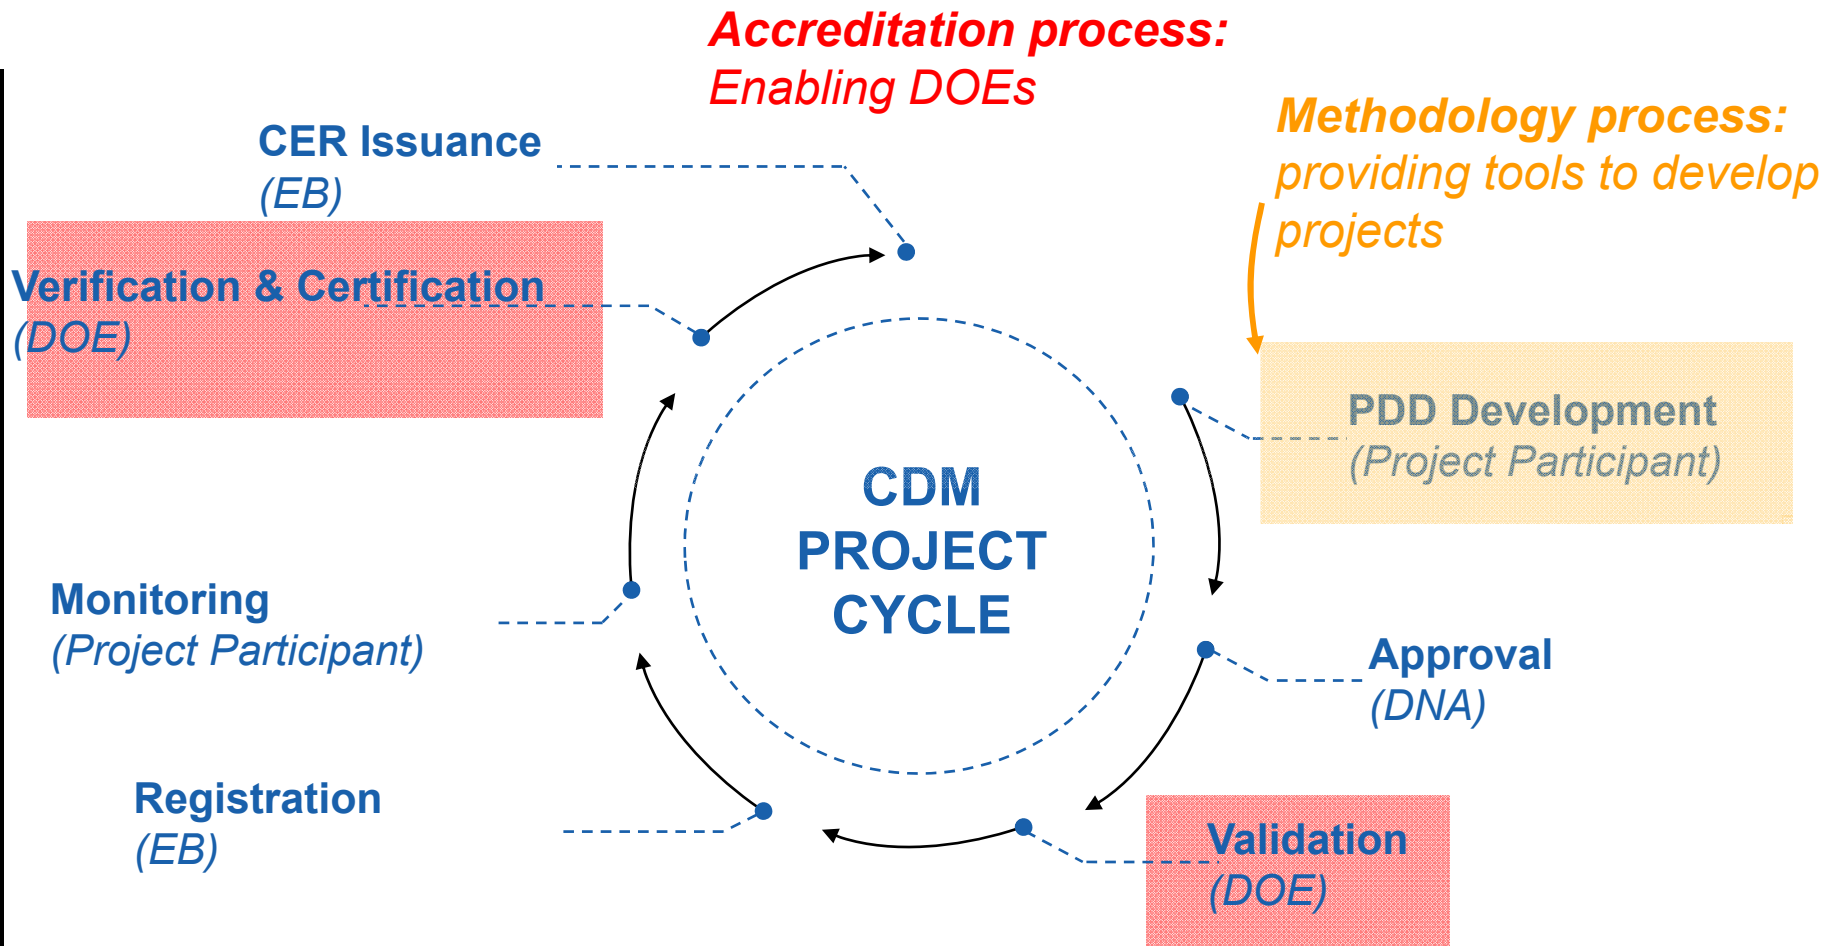 Accreditation process:
Enabling DOEs
Methodology process:
providing tools to develop
projects
CER Issuance
(EB)
Verification & Certification
(DOE)
PDD Development
(Project Participant)
CDM
PROJECT
CYCLE
Monitoring
(Project Participant)
Approval
(DNA)
Registration
(EB)
Validation
(DOE)